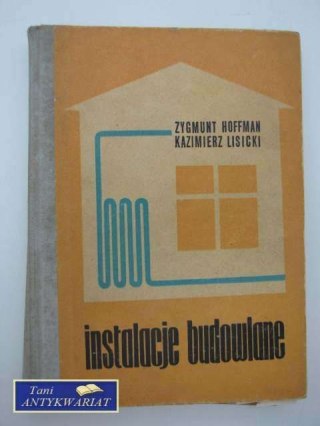 ZYGMUNT HOFFMAN
KAZIMIERZ LISICKI
instalacje budowlane
Tani
ANTYKWARIAT